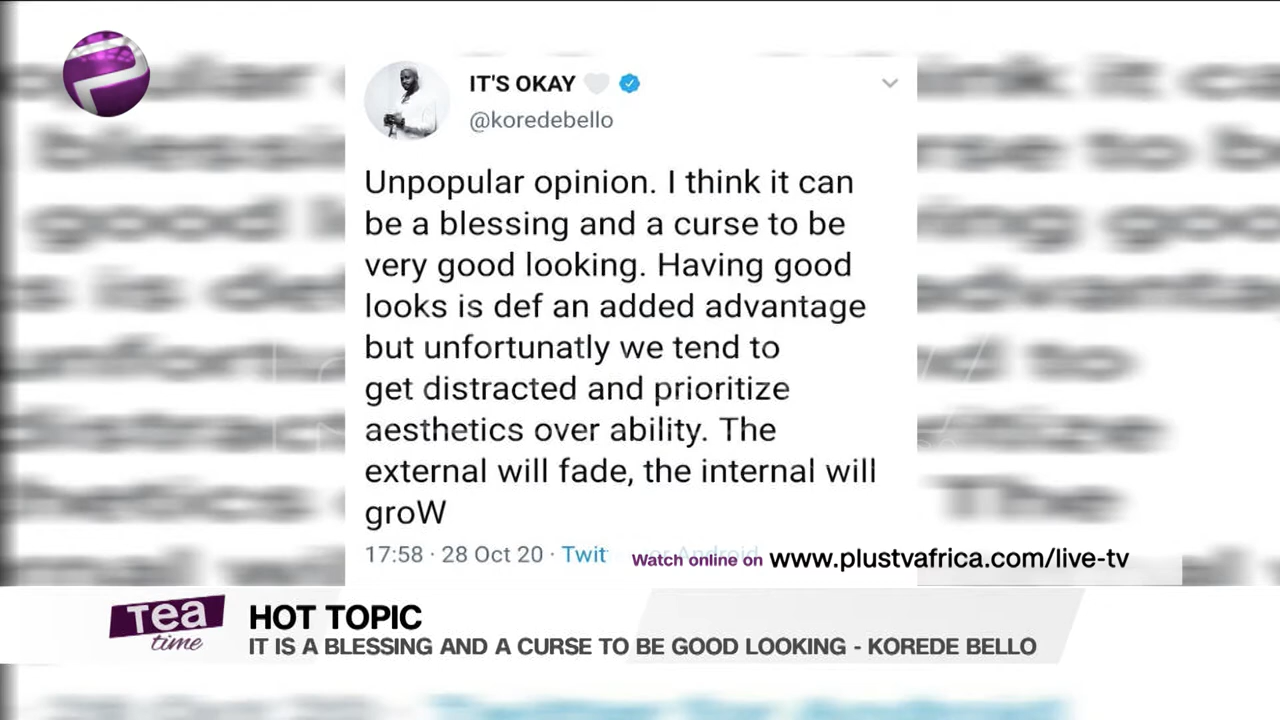 IT'S OKAY
@koredebello
Unpopular opinion. I think it can
be a blessing and a curse to be
very good looking. Having good
looks is def an added advantage
but unfortunatly we tend to
get distracted and prioritize
aesthetics over ability. The
external will fade, the internal will
groW
17:58 · 28 Oct 20 · Twit
Watch online on www.plustvafrica.com/live-tv
Tea
time
HOT TOPIC
IT IS A BLESSING AND A CURSE TO BE GOOD LOOKING - KOREDE BELLO